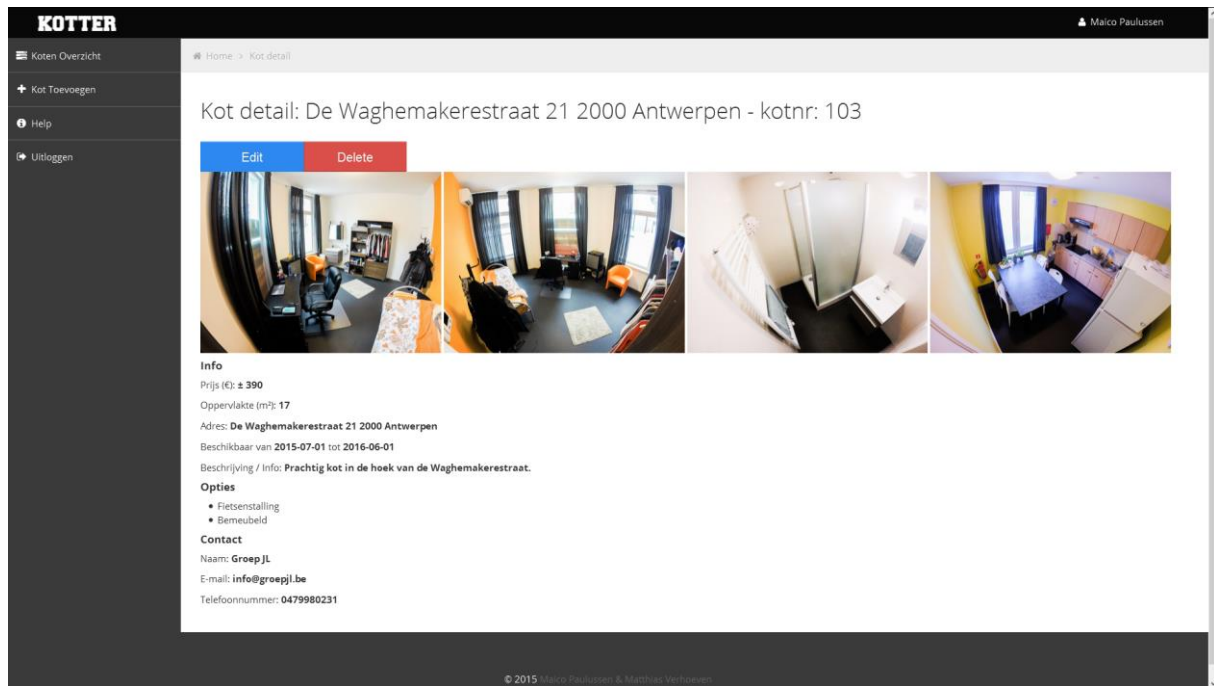 KOTTER
Maico Paulussen
Koten Overzicht
Kot Toevoegen
Help
Uitloggen
Home > Kot detail
Kot detail: De Waghemakerestraat 21 2000 Antwerpen - kotnr: 103
Edit Delete
Info
Prijs (€): ± 390
Oppervlakte (m²): 17
Adres: De Waghemakerestraat 21 2000 Antwerpen
Beschikbaar van 2015-07-01 tot 2016-06-01
Beschrijving / Info: Prachtig kot in de hoek van de Waghemakerestraat.
Opties
• Fietsenstalling
• Bemeubeld
Contact
Naam: Groep JL
E-mail: info@groepjl.be
Telefoonnummer: 0479980231
© 2015 Maico Paulussen & Matthias Verhoeven